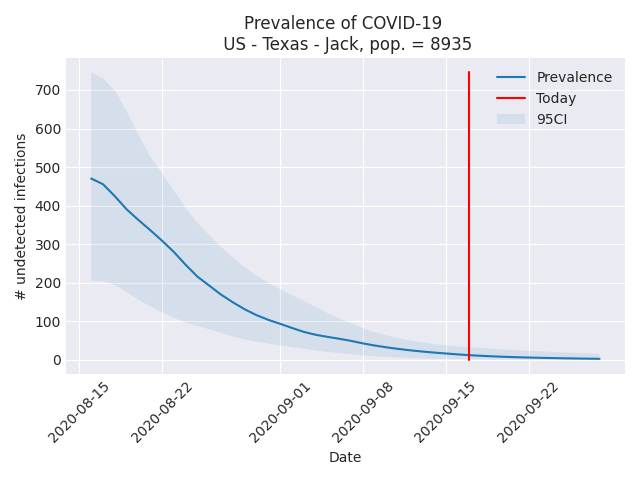 Prevalence of COVID-19
US - Texas - Jack, pop. = 8935
Prevalence
Today
95CI
# undetected infections
700
600
500
400
300
200
100
0
2020-08-15
2020-08-22
2020-09-01
2020-09-08
2020-09-15
2020-09-22
Date